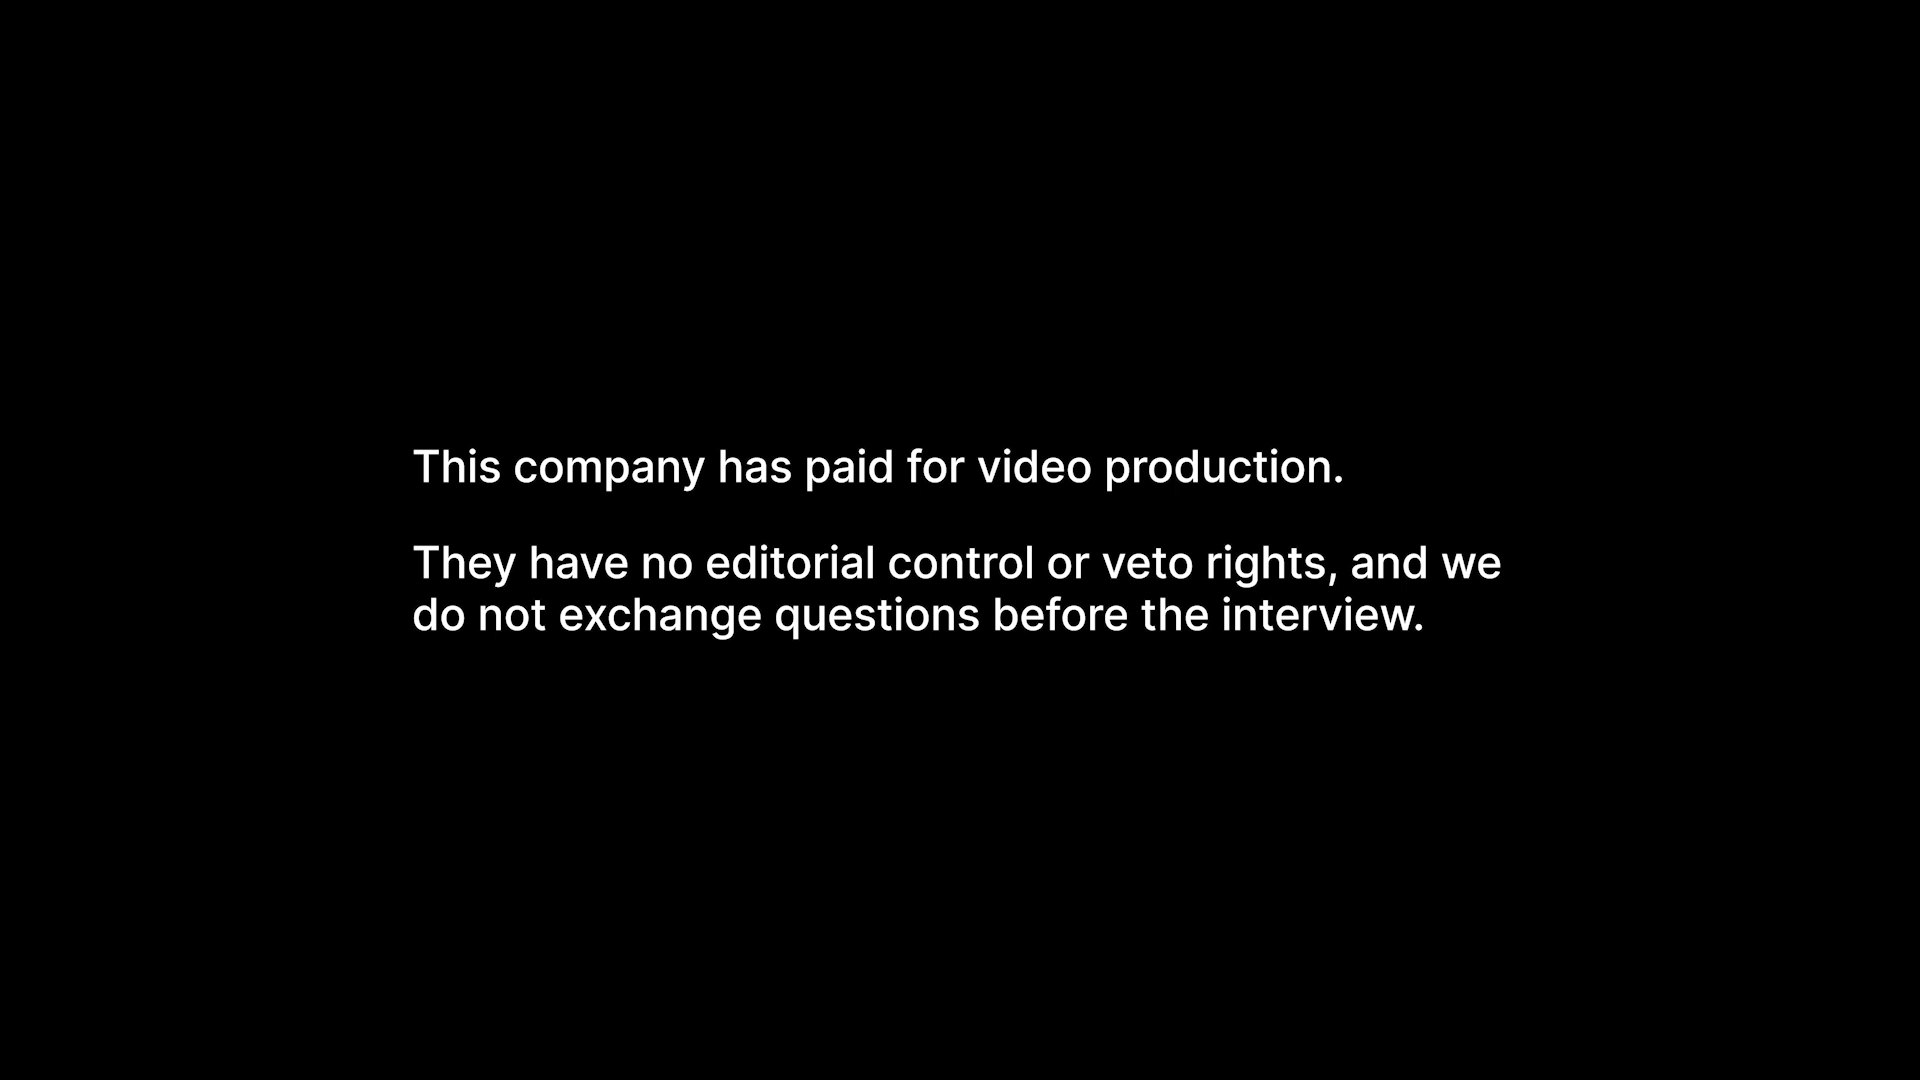 This company has paid for video production.
They have no editorial control or veto rights, and we
do not exchange questions before the interview.